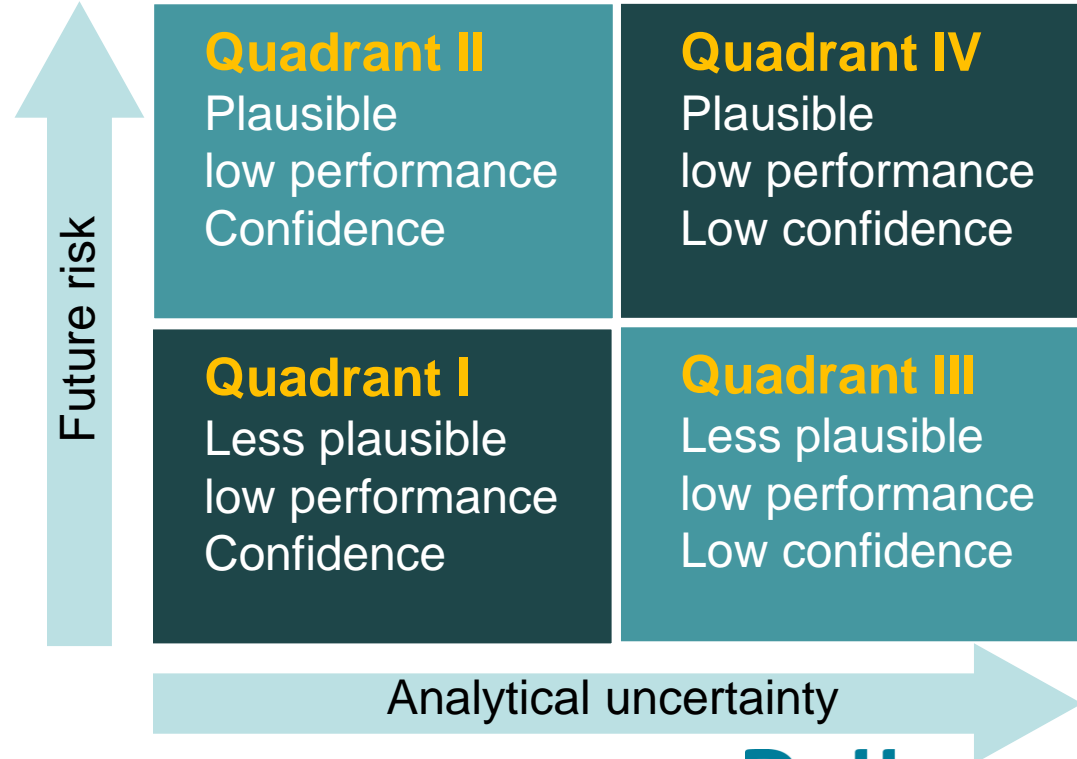 Future risk
Quadrant II
Plausible
low performance
Confidence
Quadrant IV
Plausible
low performance
Low confidence
Quadrant I
Less plausible
low performance
Confidence
Quadrant III
Less plausible
low performance
Low confidence
Analytical uncertainty